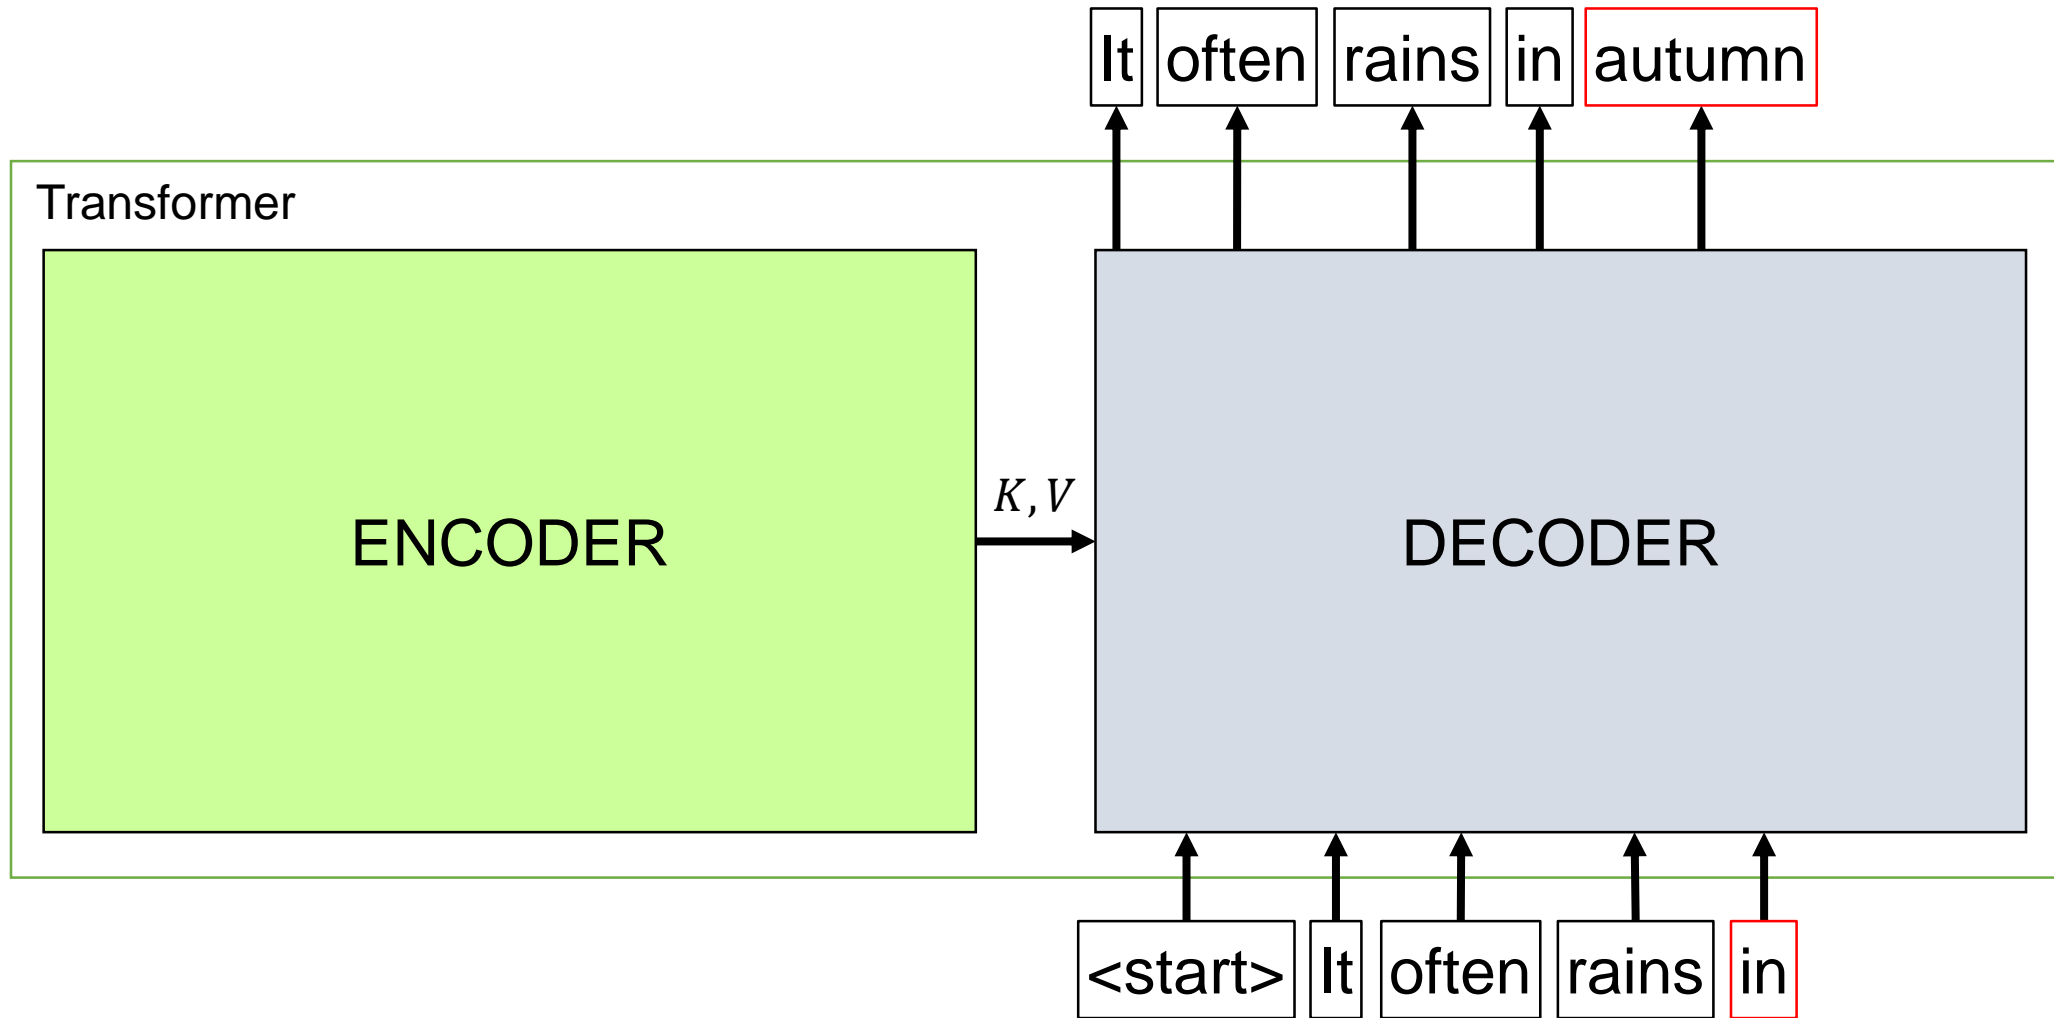 It often rains in autumn
Transformer
K, V
ENCODER
DECODER
<start> It often rains in